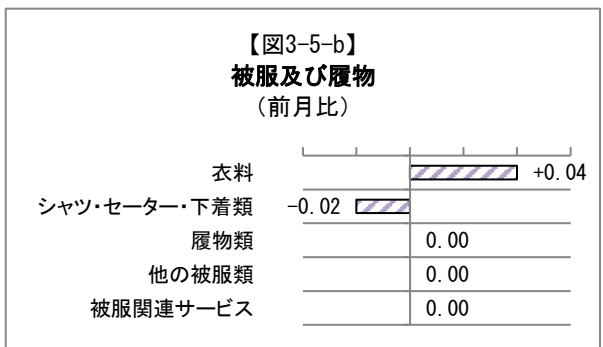 【図3-5-b】
被服及び履物
（前月比）
衣料 +0.04
シャツ・セーター・下着類 -0.02
履物類 0.00
他の被服類 0.00
被服関連サービス 0.00